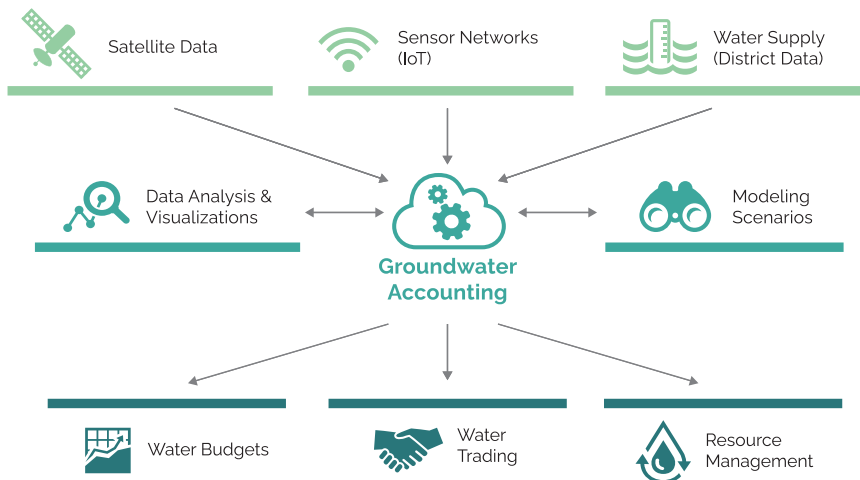 Satellite Data
Sensor Networks
(IoT)
Water Supply
(District Data)
Data Analysis &
Visualizations
Modeling
Scenarios
Groundwater
Accounting
Water Budgets
Water
Trading
Resource
Management